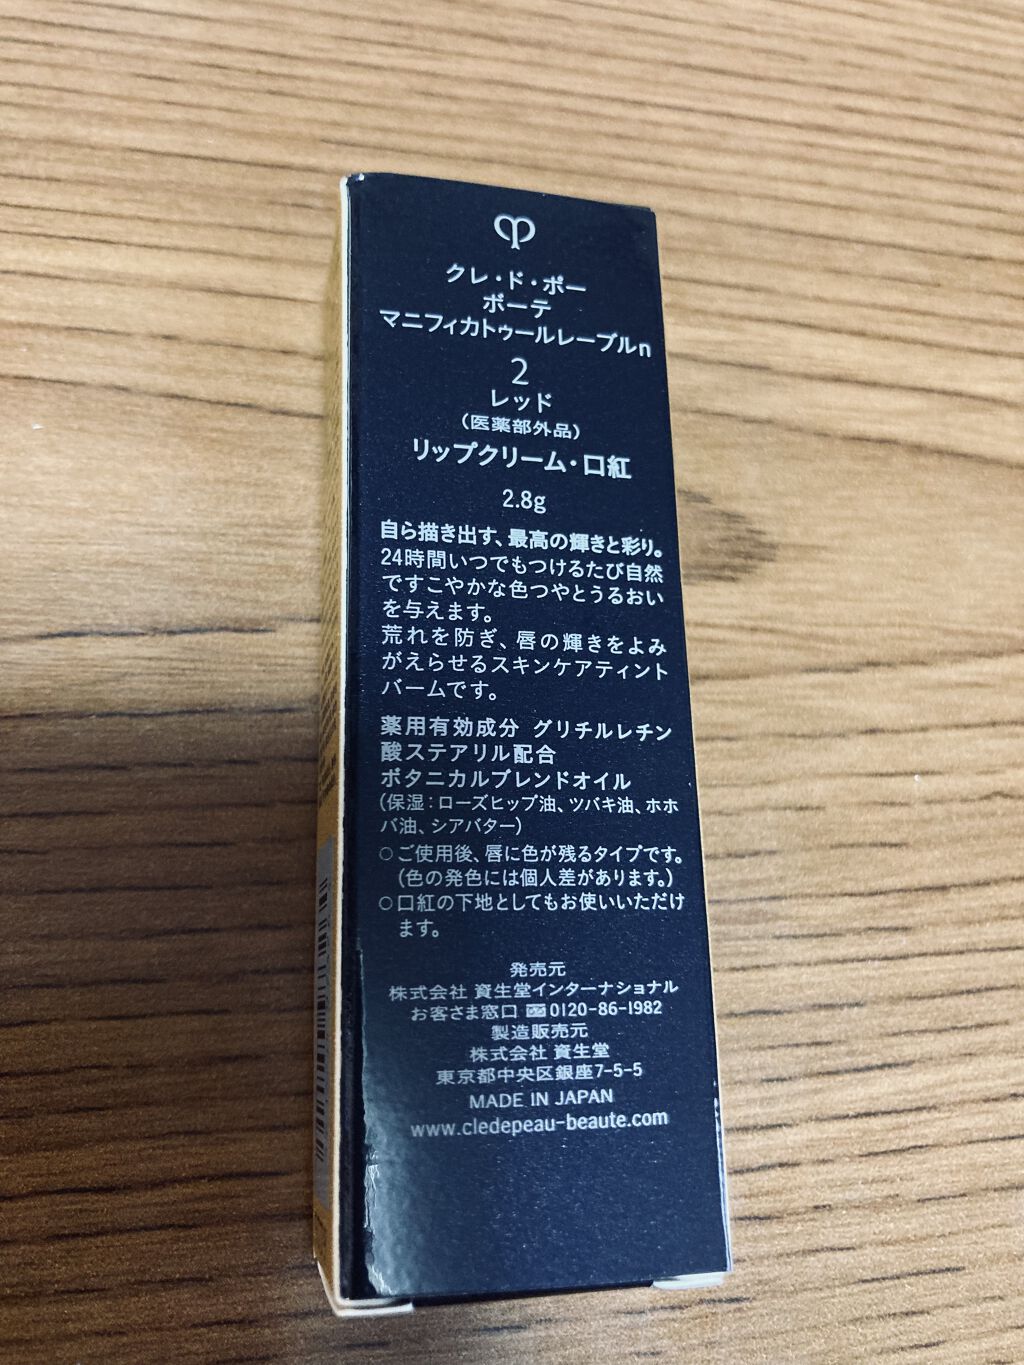 クレ・ド・ポー
ボーテ
マニフィカトゥールレーブルn
2
レッド
（医薬部外品）
リップクリーム・口紅
2.8g
自ら描き出す、最高の輝きと彩り。
24時間いつでもつけるたび自然
ですこやかな色つやとうるおい
を与えます。
荒れを防ぎ、唇の輝きをよみ
がえらせるスキンケアティント
バームです。
薬用有効成分 グリチルレチン
酸ステアリル配合
ボタニカルブレンドオイル
(保湿：ローズヒップ油、ツバキ油、ホホ
バ油、シアバター)
○ご使用後、唇に色が残るタイプです。
(色の発色には個人差があります。)
○口紅の下地としてもお使いいただけ
ます。
発売元
株式会社 資生堂インターナショナル
お客さま窓口 0120-86-1982
製造販売元
株式会社 資生堂
東京都中央区銀座7-5-5
MADE IN JAPAN
www.cledepeau-beaute.com